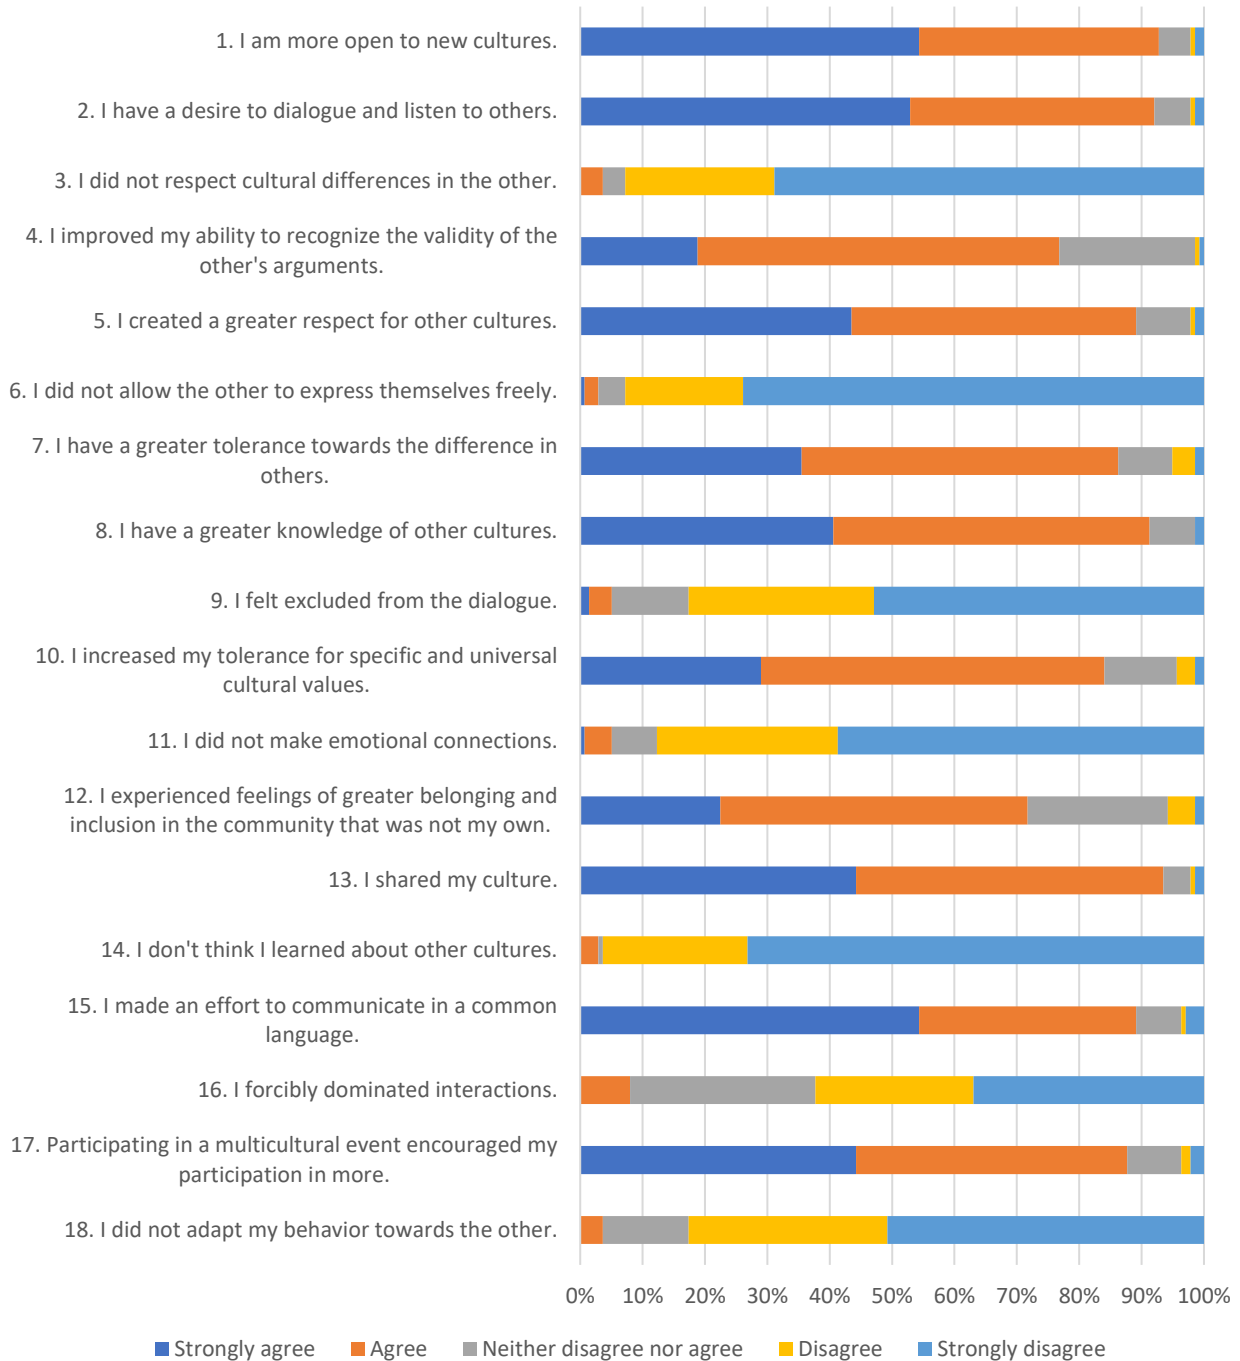 1. I am more open to new cultures.
2. I have a desire to dialogue and listen to others.
3. I did not respect cultural differences in the other.
4. I improved my ability to recognize the validity of the
other's arguments.
5. I created a greater respect for other cultures.
6. I did not allow the other to express themselves freely.
7. I have a greater tolerance towards the difference in
others.
8. I have a greater knowledge of other cultures.
9. I felt excluded from the dialogue.
10. I increased my tolerance for specific and universal
cultural values.
11. I did not make emotional connections.
12. I experienced feelings of greater belonging and
inclusion in the community that was not my own.
13. I shared my culture.
14. I don't think I learned about other cultures.
15. I made an effort to communicate in a common
language.
16. I forcibly dominated interactions.
17. Participating in a multicultural event encouraged my
participation in more.
18. I did not adapt my behavior towards the other.
0% 10% 20% 30% 40% 50% 60% 70% 80% 90% 100%
Strongly agree Agree Neither disagree nor agree Disagree Strongly disagree